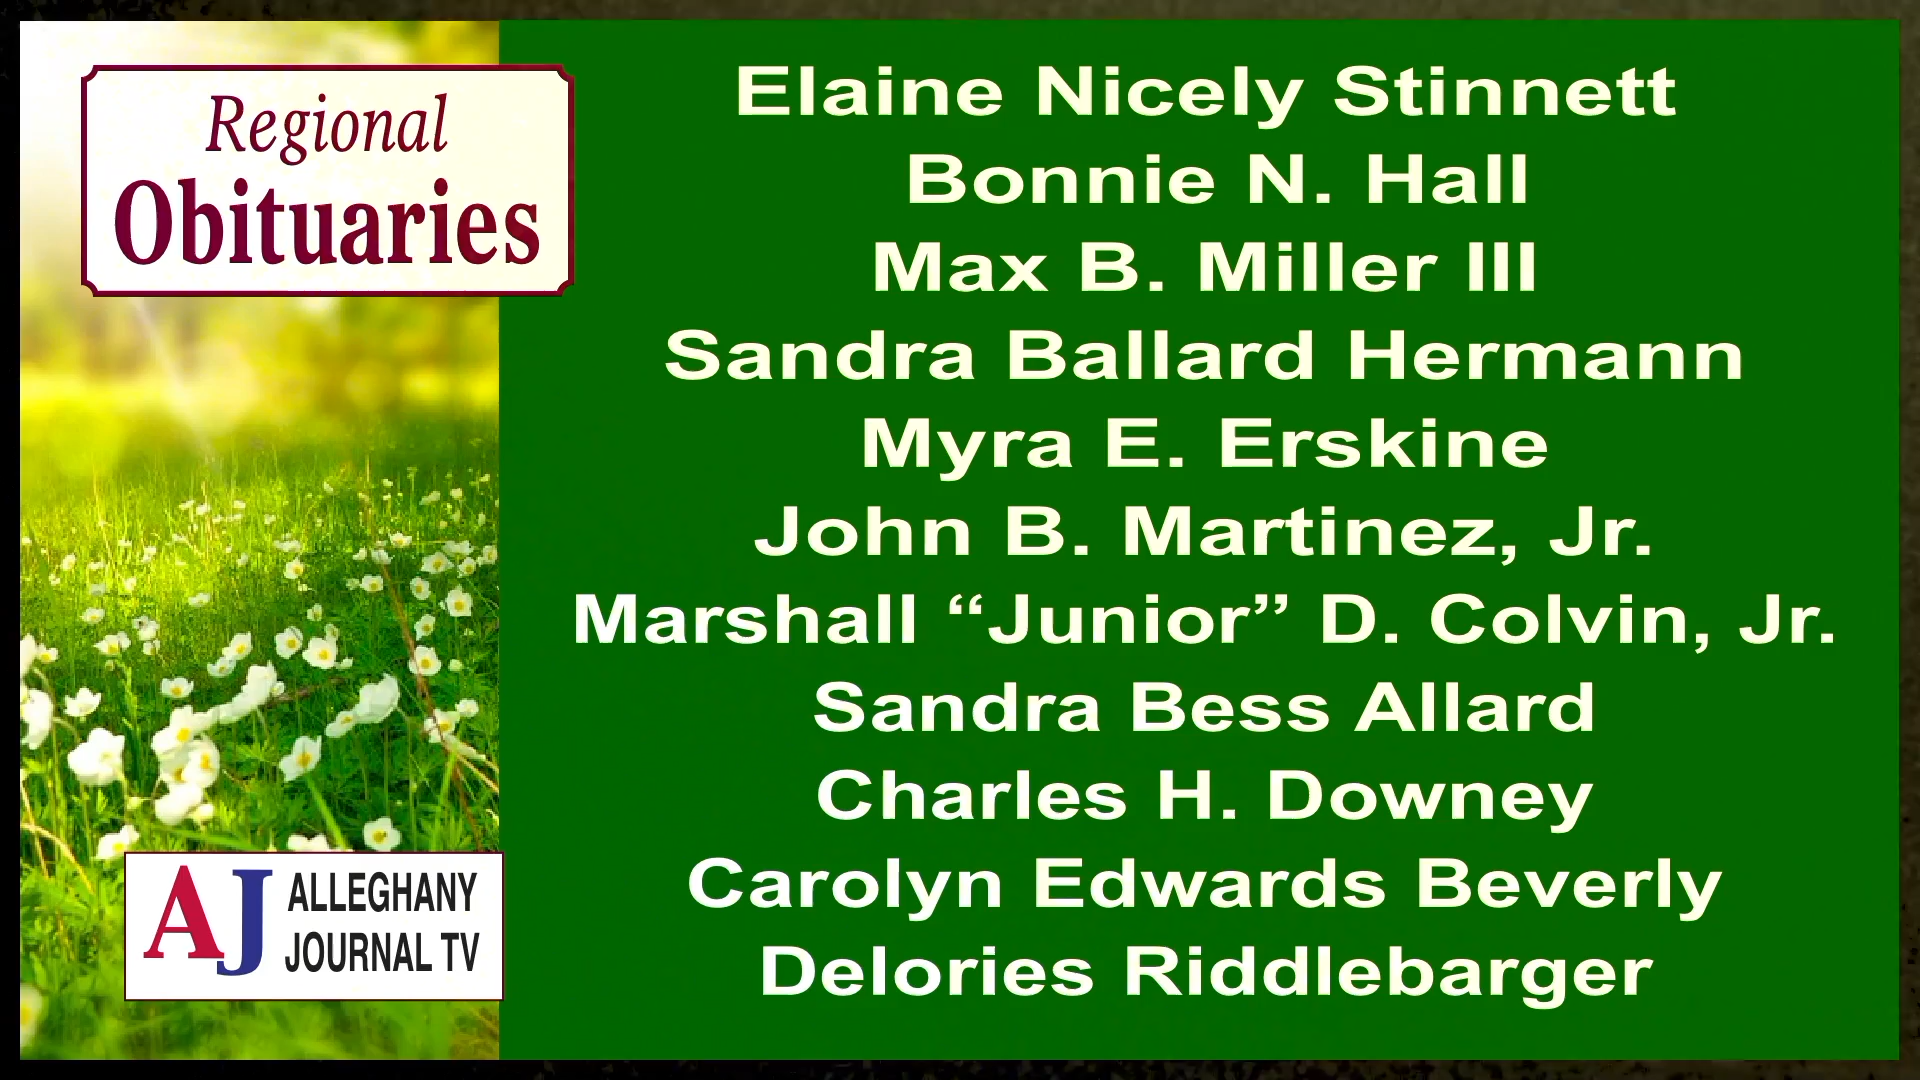 Regional
Obituaries
Elaine Nicely Stinnett
Bonnie N. Hall
Max B. Miller III
Sandra Ballard Hermann
Myra E. Erskine
John B. Martinez, Jr.
Marshall “Junior” D. Colvin, Jr.
Sandra Bess Allard
Charles H. Downey
Carolyn Edwards Beverly
Delories Riddlebarger
AJ ALLEGHANY
JOURNAL TV